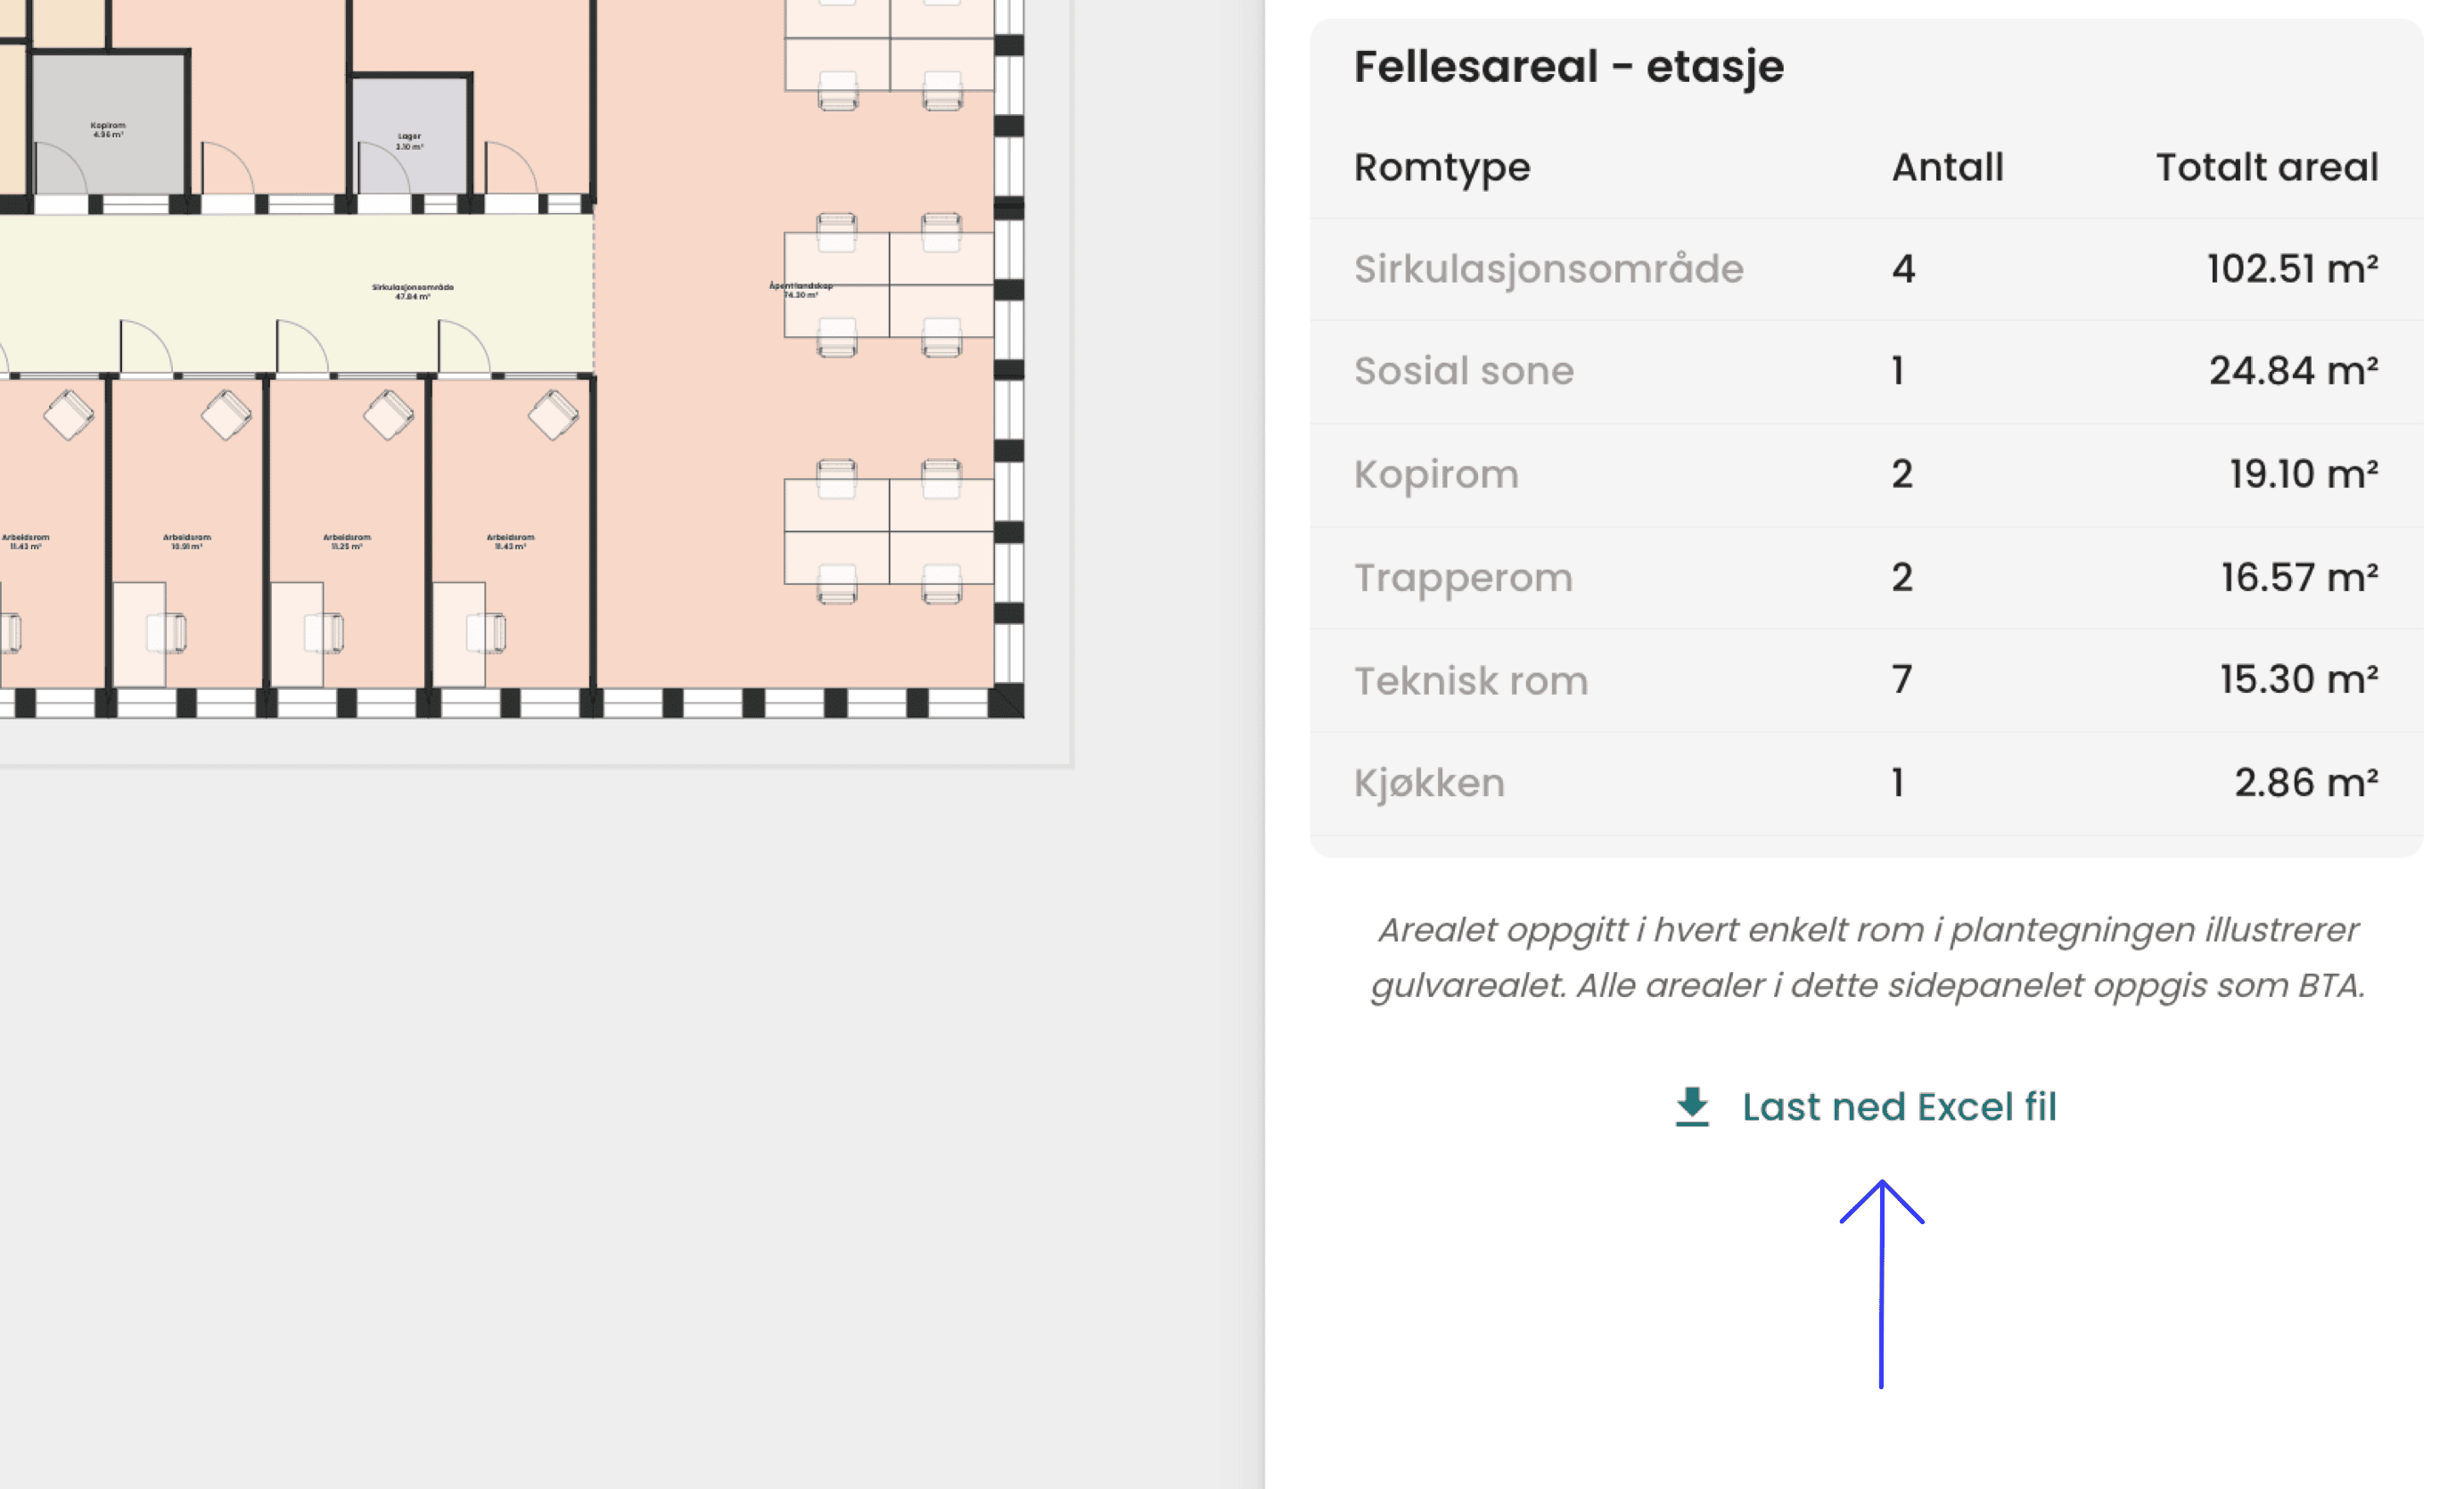 Kopirom
4.96 m²
Lager
3.10 m²
Sirkulasjonsområde
47.84 m²
Åpent landskap
74.30 m²
Arbeidsrom
11.43 m²
Arbeidsrom
10.91 m²
Arbeidsrom
11.25 m²
Arbeidsrom
11.43 m²
Fellesareal - etasje
Romtype Antall Totalt areal
Sirkulasjonsområde 4 102.51 m²
Sosial sone 1 24.84 m²
Kopirom 2 19.10 m²
Trapperom 2 16.57 m²
Teknisk rom 7 15.30 m²
Kjøkken 1 2.86 m²
Arealet oppgitt i hvert enkelt rom i plantegningen illustrerer
gulvarealet. Alle arealer i dette sidepanelet oppgis som BTA.
Last ned Excel fil